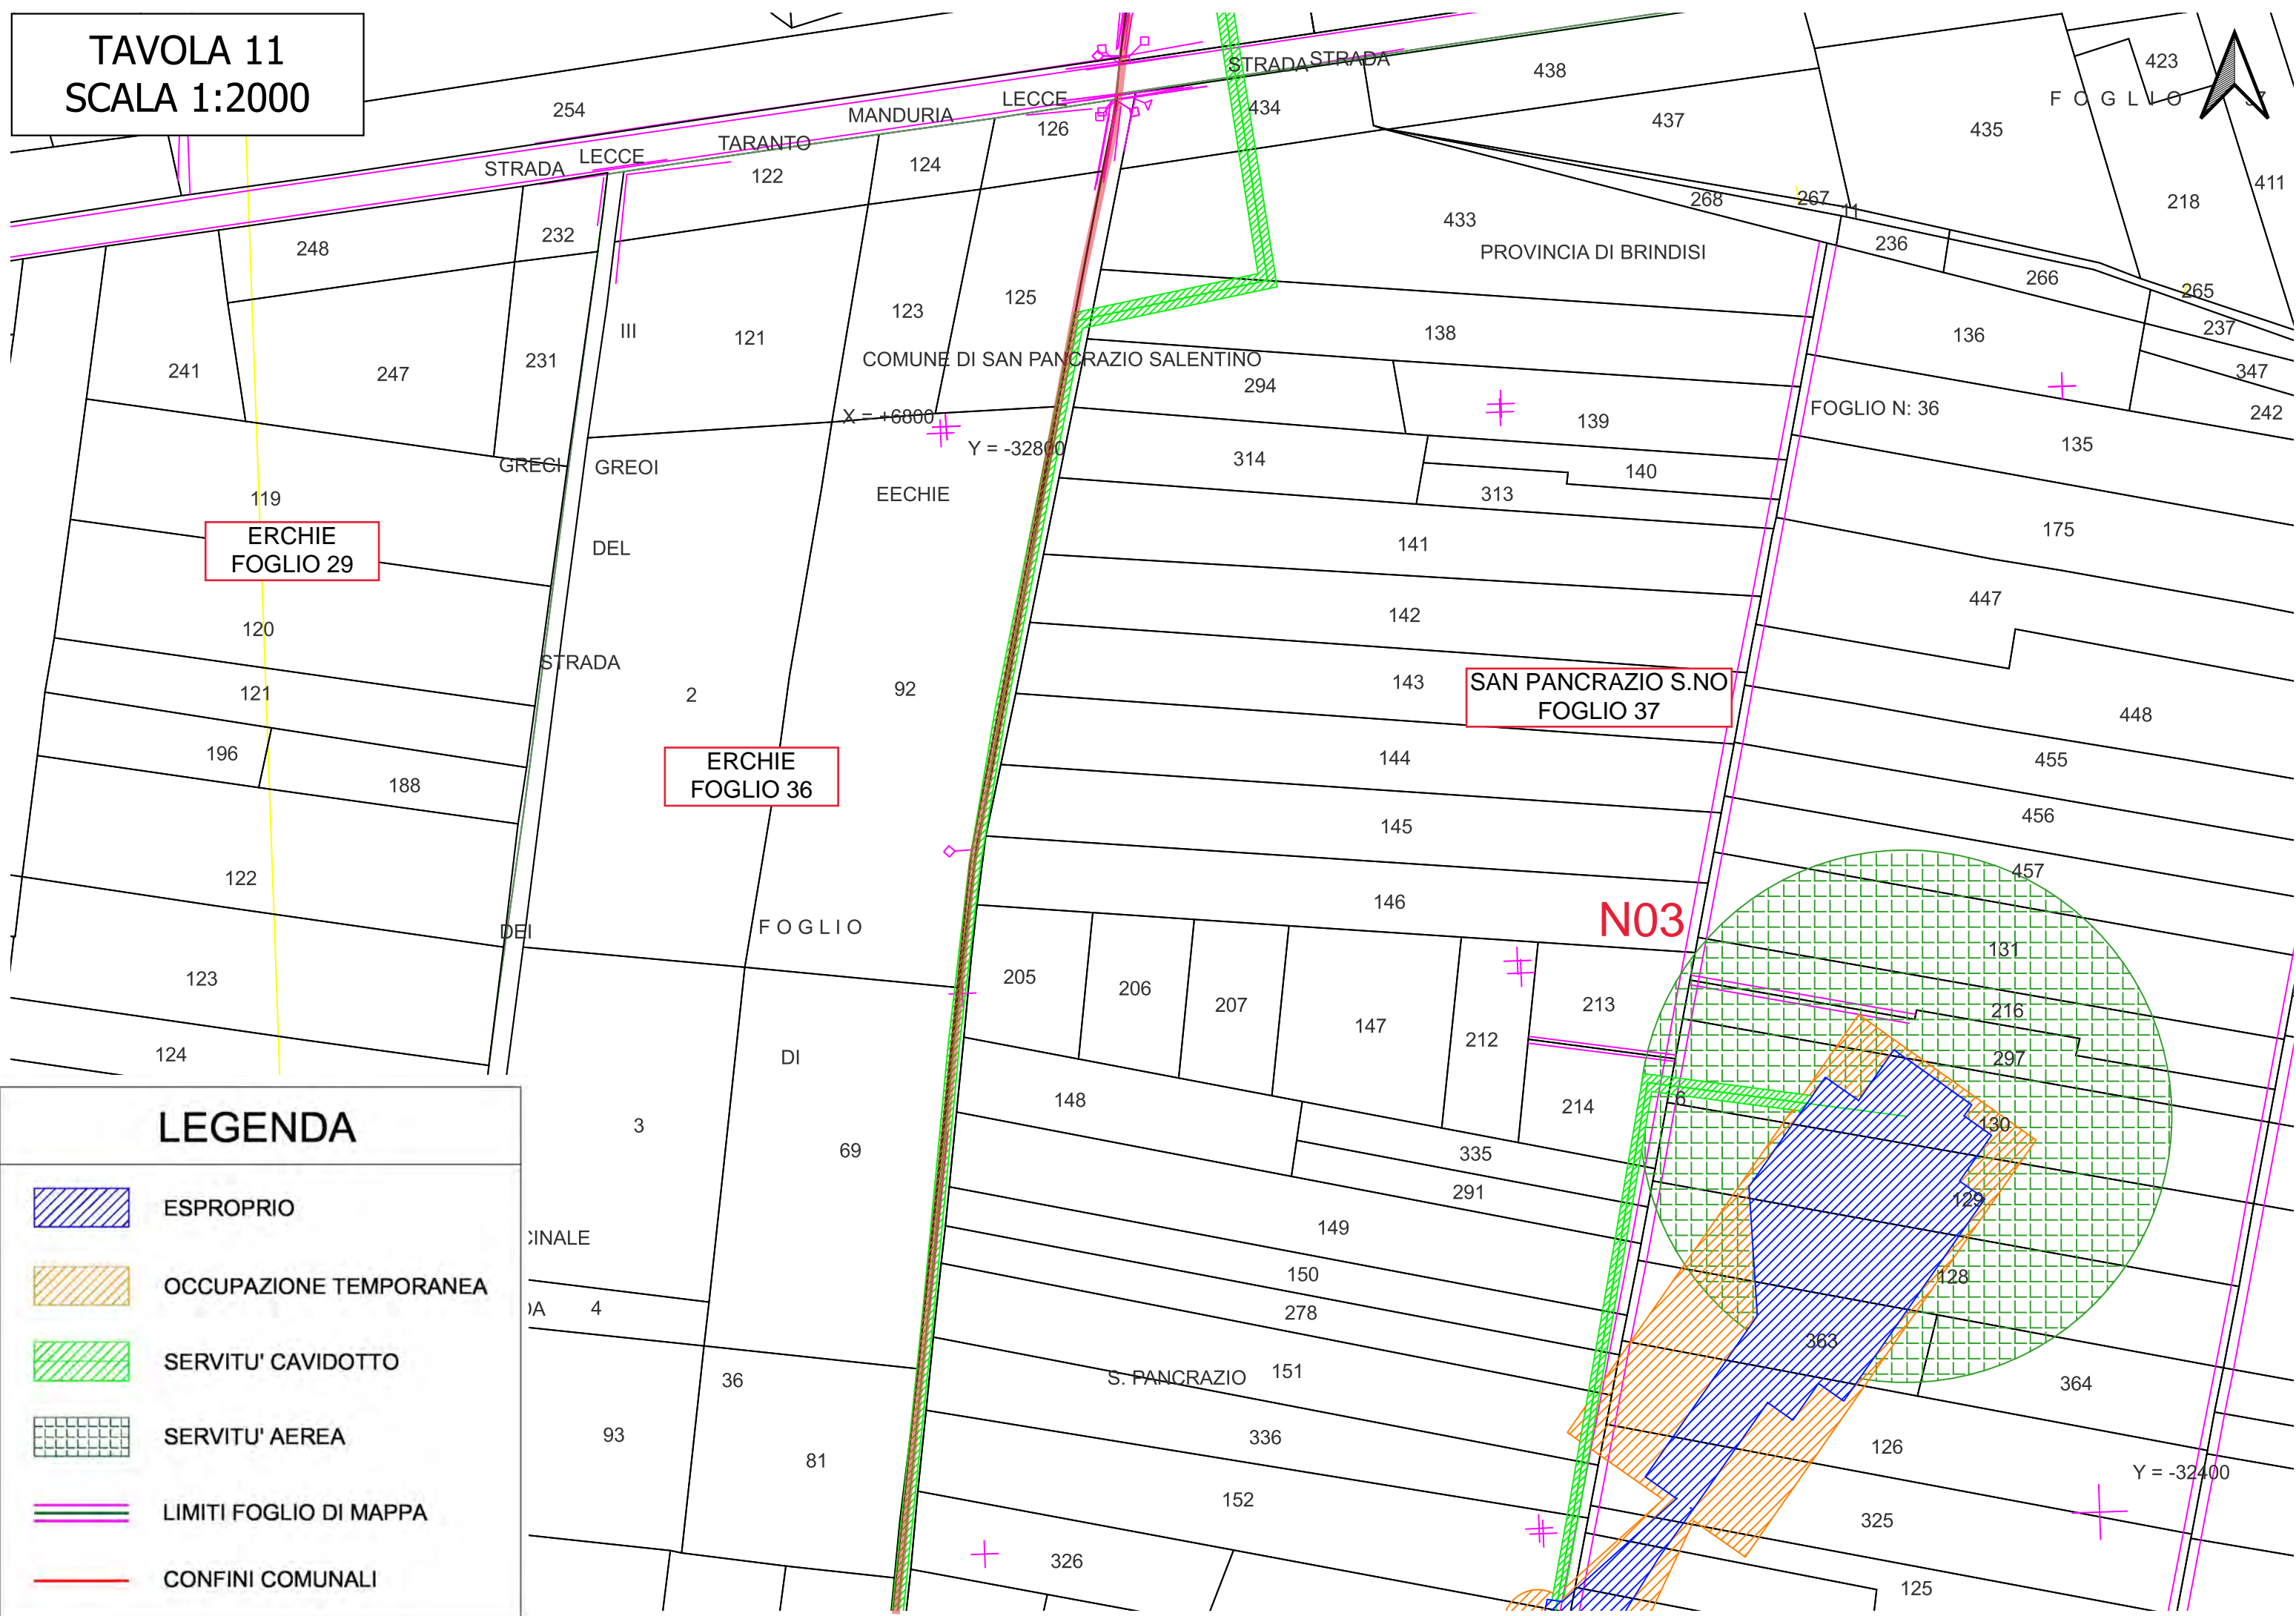 TAVOLA 11
SCALA 1:2000
254
STRADA
LECCE
TARANTO
MANDURIA
LECCE
STRADA
STRADA
438
423
F O G L I O
37
434
437
435
126
124
122
411
218
268
267
11
433
PROVINCIA DI BRINDISI
236
266
265
237
248
232
123
125
III
121
138
136
347
241
247
231
COMUNE DI SAN PANCRAZIO SALENTINO
294
X = +6800
139
FOGLIO N: 36
242
Y = -32800
135
GRECI
GREOI
314
140
313
119
EECHIE
175
ERCHIE
FOGLIO 29
DEL
141
447
142
120
STRADA
143
SAN PANCRAZIO S.NO
FOGLIO 37
121
2
92
448
196
188
ERCHIE
FOGLIO 36
144
455
145
456
122
457
146
N03
DEI
F O G L I O
131
123
205
206
207
147
212
213
216
124
DI
297
148
214
6
130
3
69
335
291
129
149
CINALE
150
128
DA
4
278
363
S. PANCRAZIO
151
364
36
93
81
336
126
Y = -32400
152
325
326
125
LEGENDA
ESPROPRIO
OCCUPAZIONE TEMPORANEA
SERVITU' CAVIDOTTO
SERVITU' AEREA
LIMITI FOGLIO DI MAPPA
CONFINI COMUNALI